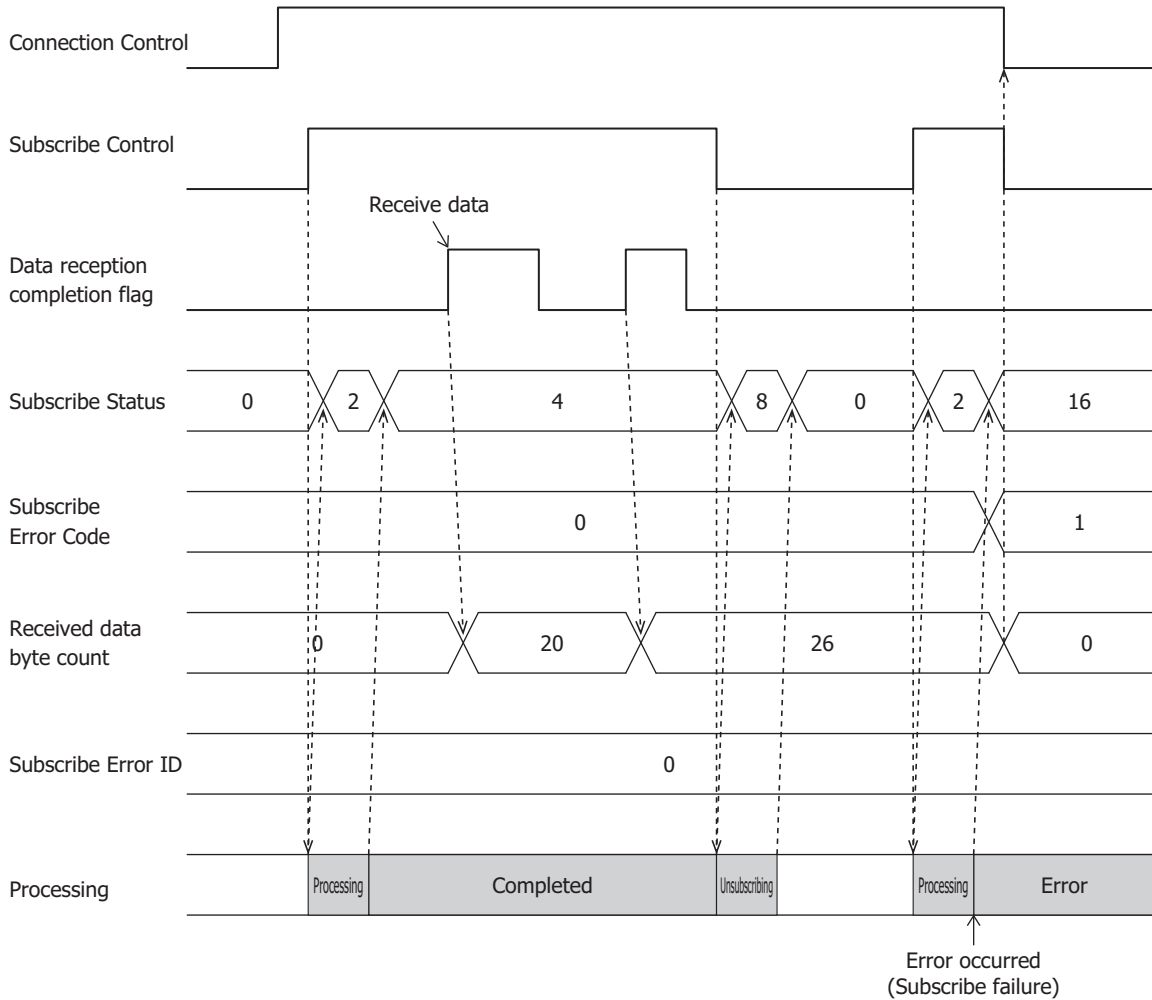 Connection Control
Subscribe Control
Receive data
Data reception
completion flag
Subscribe Status
0
2
4
8
0
2
16
Subscribe
Error Code
0
1
Received data
byte count
0
20
26
0
Subscribe Error ID
0
Processing
Processing
Completed
Unsubscribing
Processing
Error
Error occurred
(Subscribe failure)